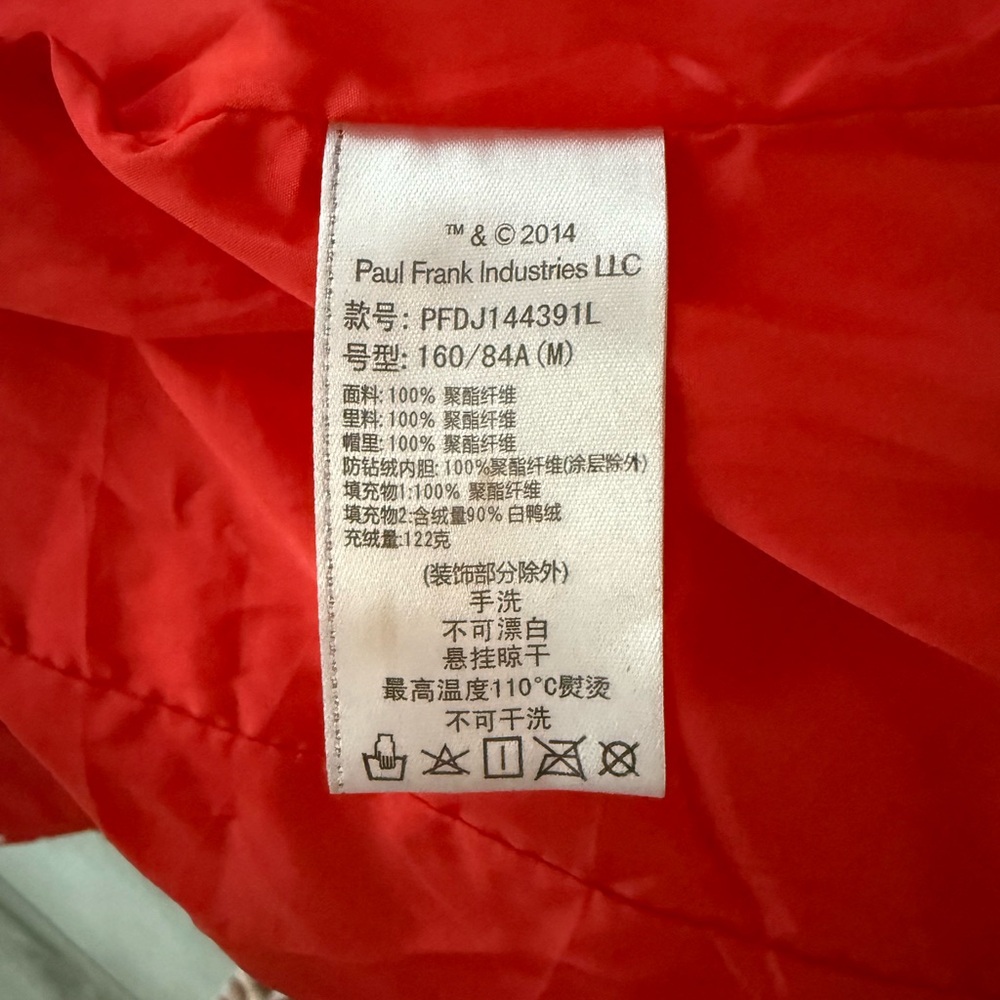 ™ & © 2014
Paul Frank Industries LLC
款号: PFDJ144391L
号型: 160/84A(M)
面料: 100% 聚酯纤维
里料: 100% 聚酯纤维
帽里: 100% 聚酯纤维
防钻绒内胆: 100%聚酯纤维(涂层除外)
填充物1:100% 聚酯纤维
填充物2:含绒量90% 白鸭绒
充绒量:122克
(装饰部分除外)
手洗
不可漂白
悬挂晾干
最高温度110°C熨烫
不可干洗